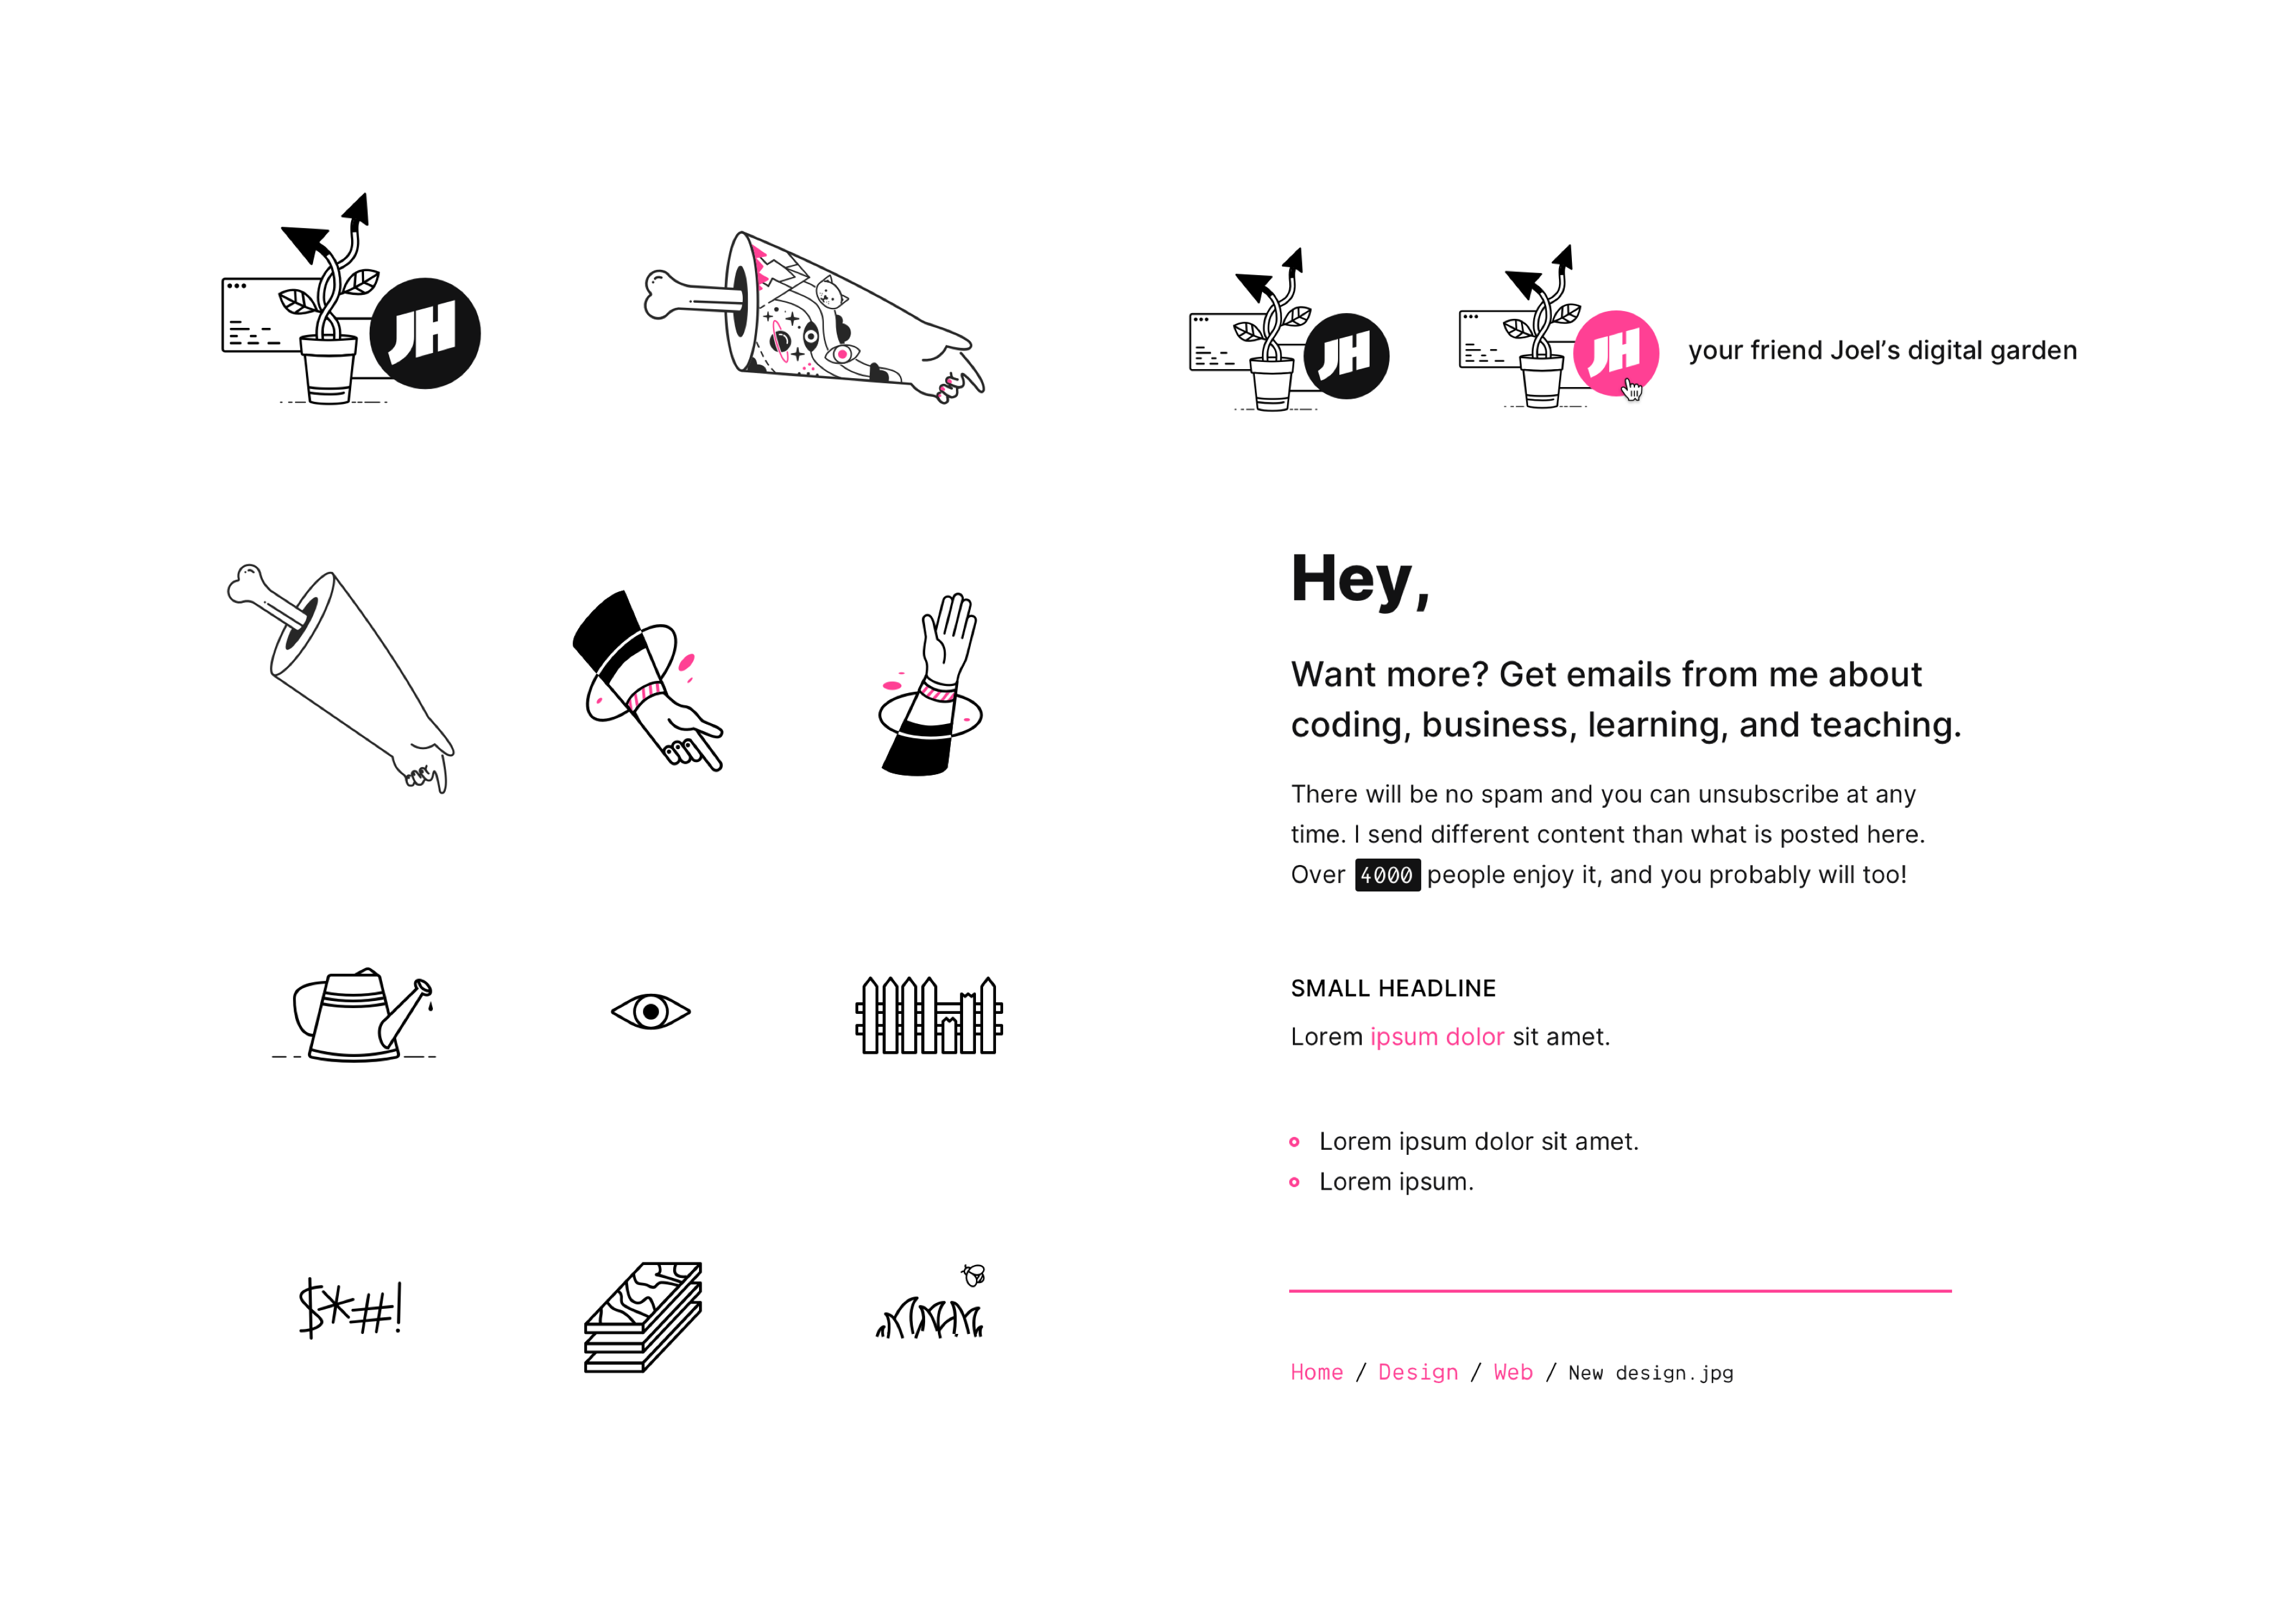 JH
JH
JH
your friend Joel’s digital garden
Hey,
Want more? Get emails from me about
coding, business, learning, and teaching.
There will be no spam and you can unsubscribe at any
time. I send different content than what is posted here.
Over 4000 people enjoy it, and you probably will too!
SMALL HEADLINE
Lorem ipsum dolor sit amet.
Lorem ipsum dolor sit amet.
Lorem ipsum.
$*#!
Home / Design / Web / New design.jpg